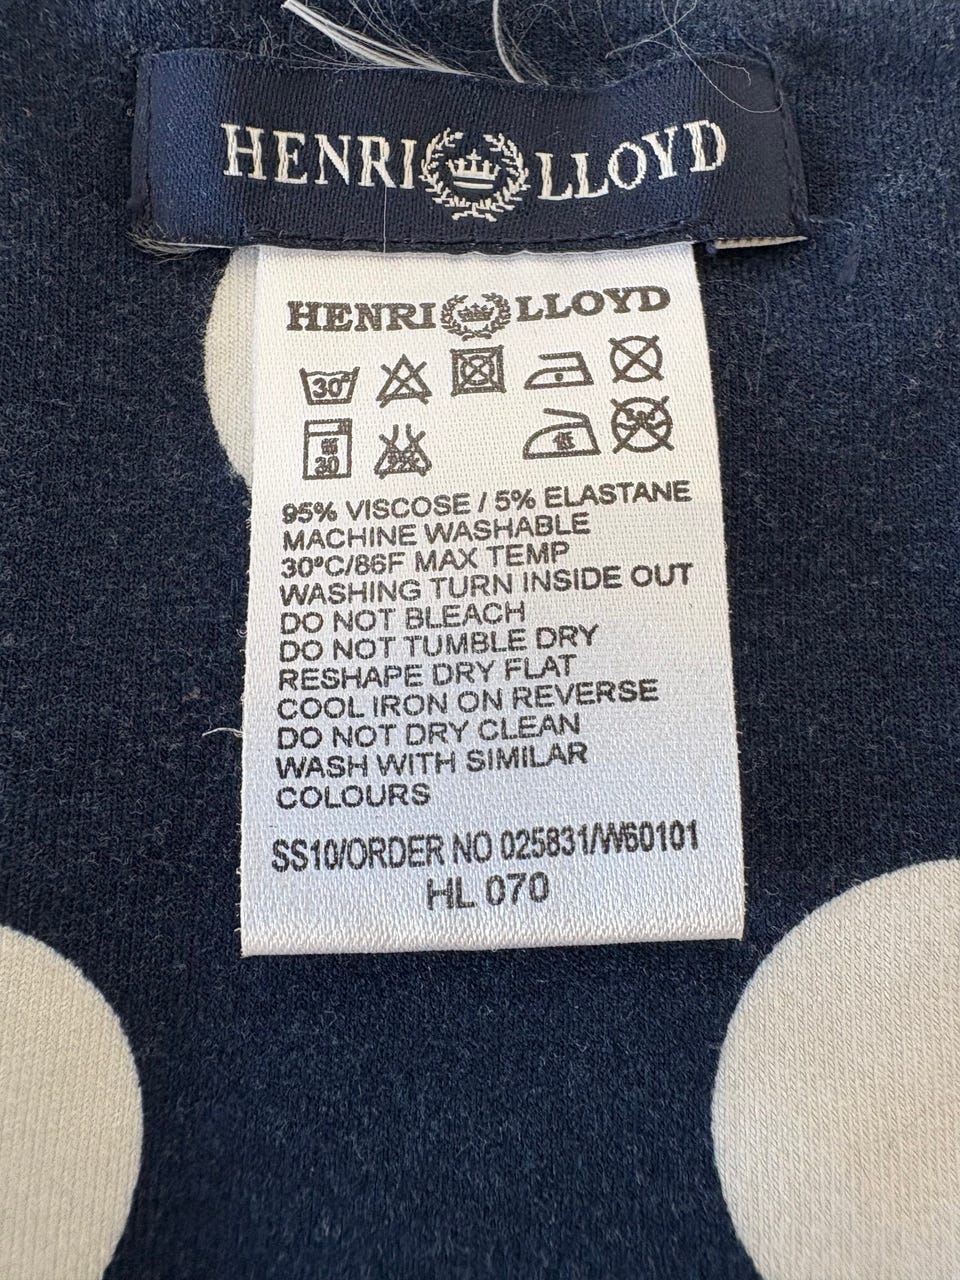 HENRI LLOYD
HENRI LLOYD
30°
30
低
95% VISCOSE / 5% ELASTANE
MACHINE WASHABLE
30°C/86F MAX TEMP
WASHING TURN INSIDE OUT
DO NOT BLEACH
DO NOT TUMBLE DRY
RESHAPE DRY FLAT
COOL IRON ON REVERSE
DO NOT DRY CLEAN
WASH WITH SIMILAR
COLOURS
SS10/ORDER NO 025831/W60101
HL 070